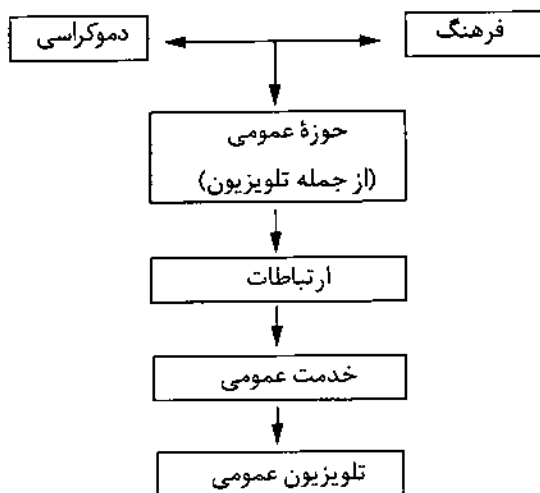 فرهنگ
دموکراسی
حوزهٔ عمومی
(از جمله تلویزیون)
ارتباطات
خدمت عمومی
تلویزیون عمومی